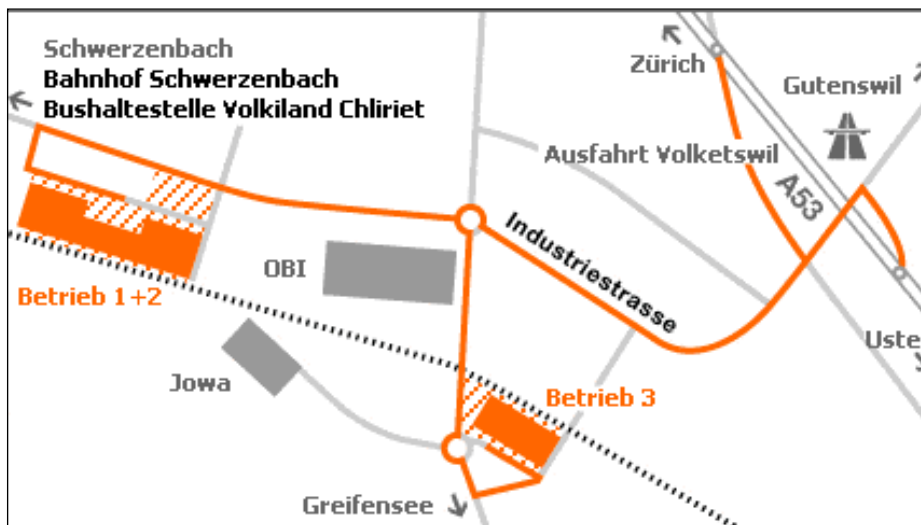 Schwerzenbach
Bahnhof Schwerzenbach
Bushaltestelle Volkiland Chliriet
Zürich
Gutenswil
Ausfahrt Volketswil
A53
Industriestrasse
OBI
Betrieb 1+2
Uste
Jowa
Betrieb 3
Greifensee